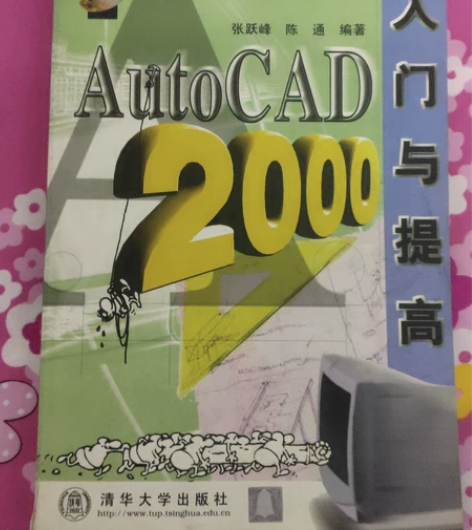 张跃峰 陈 通 编著
AutoCAD
2000
入门与提高
清华大学出版社
http://www.tup.tsinghua.edu.cn